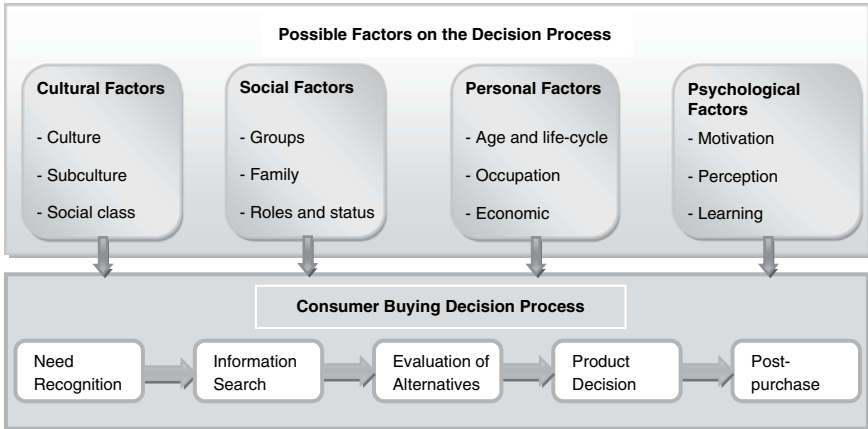 Possible Factors on the Decision Process
Cultural Factors
- Culture
- Subculture
- Social class
Social Factors
- Groups
- Family
- Roles and status
Personal Factors
- Age and life-cycle
- Occupation
- Economic
Psychological
Factors
- Motivation
- Perception
- Learning
Consumer Buying Decision Process
Need
Recognition
Information
Search
Evaluation of
Alternatives
Product
Decision
Post-
purchase